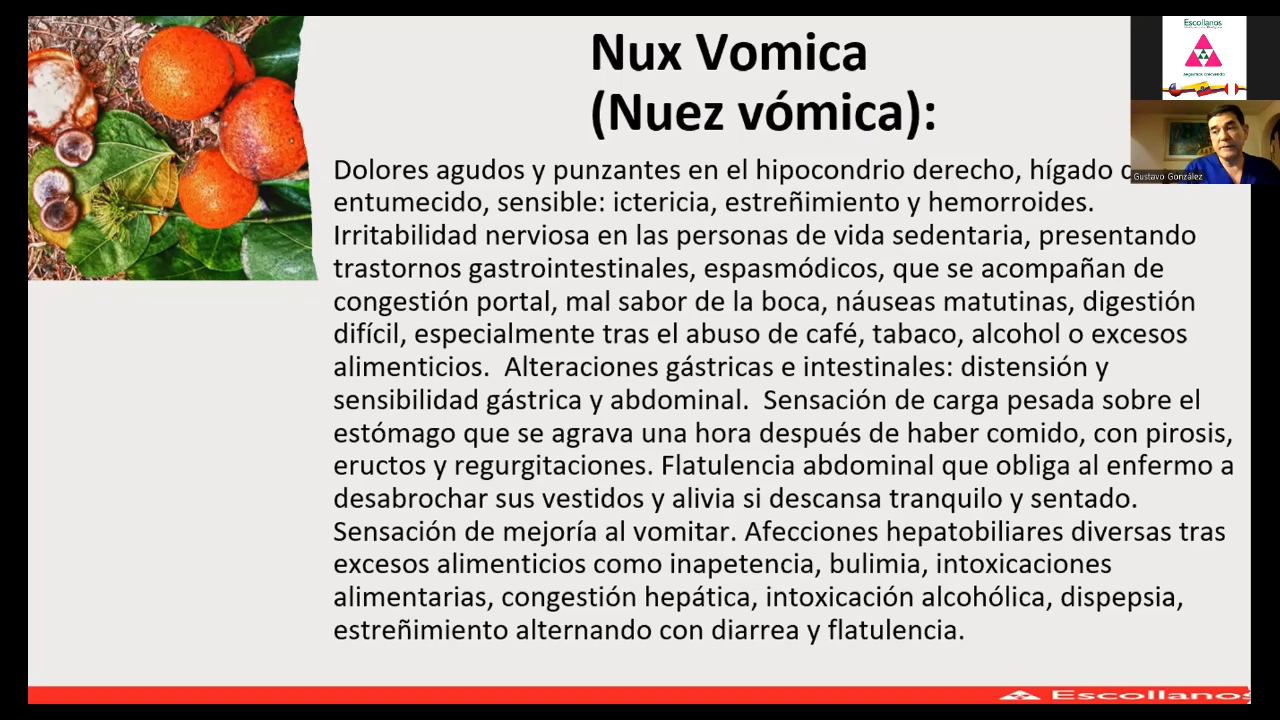 Nux Vomica
(Nuez vómica):
Dolores agudos y punzantes en el hipocondrio derecho, hígado
entumecido, sensible: ictericia, estreñimiento y hemorroides.
Irritabilidad nerviosa en las personas de vida sedentaria, presentando
trastornos gastrointestinales, espasmódicos, que se acompañan de
congestión portal, mal sabor de la boca, náuseas matutinas, digestión
difícil, especialmente tras el abuso de café, tabaco, alcohol o excesos
alimenticios. Alteraciones gástricas e intestinales: distensión y
sensibilidad gástrica y abdominal. Sensación de carga pesada sobre el
estómago que se agrava una hora después de haber comido, con pirosis,
eructos y regurgitaciones. Flatulencia abdominal que obliga al enfermo a
desabrochar sus vestidos y alivia si descansa tranquilo y sentado.
Sensación de mejoría al vomitar. Afecciones hepatobiliares diversas tras
excesos alimenticios como inapetencia, bulimia, intoxicaciones
alimentarias, congestión hepática, intoxicación alcohólica, dispepsia,
estreñimiento alternando con diarrea y flatulencia.
Escollanos
Gustavo González
Escollanos